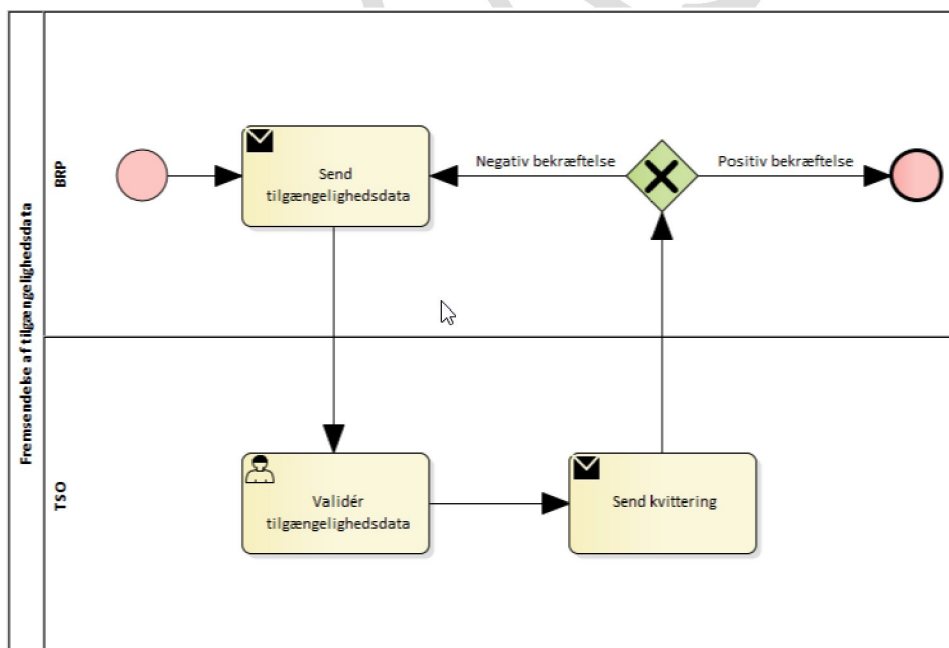 Fremsendelse af tilgængelighedsdata
BRP
Send
tilgængelighedsdata
Negativ bekræftelse
Positiv bekræftelse
TSO
Validér
tilgængelighedsdata
Send kvittering